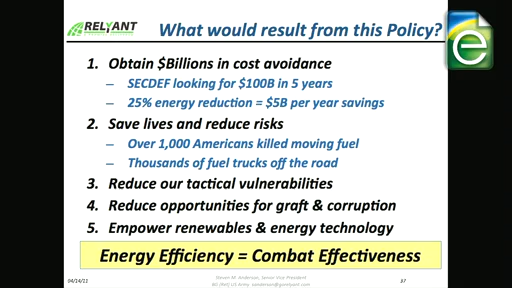 RELYANT
What would result from this Policy?
e
1. Obtain $Billions in cost avoidance
– SECDEF looking for $100B in 5 years
– 25% energy reduction = $5B per year savings
2. Save lives and reduce risks
– Over 1,000 Americans killed moving fuel
– Thousands of fuel trucks off the road
3. Reduce our tactical vulnerabilities
4. Reduce opportunities for graft & corruption
5. Empower renewables & energy technology
Energy Efficiency = Combat Effectiveness
Steven M. Anderson, Senior Vice President
04/14/11
37